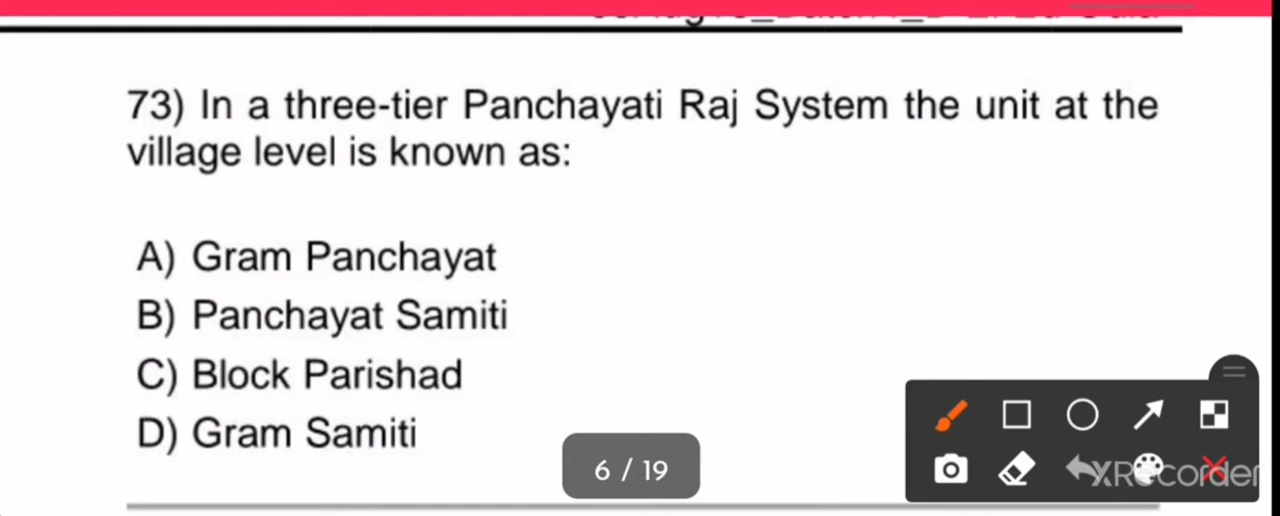 73) In a three-tier Panchayati Raj System the unit at the
village level is known as:
A) Gram Panchayat
B) Panchayat Samiti
C) Block Parishad
D) Gram Samiti
6 / 19
XRecorder